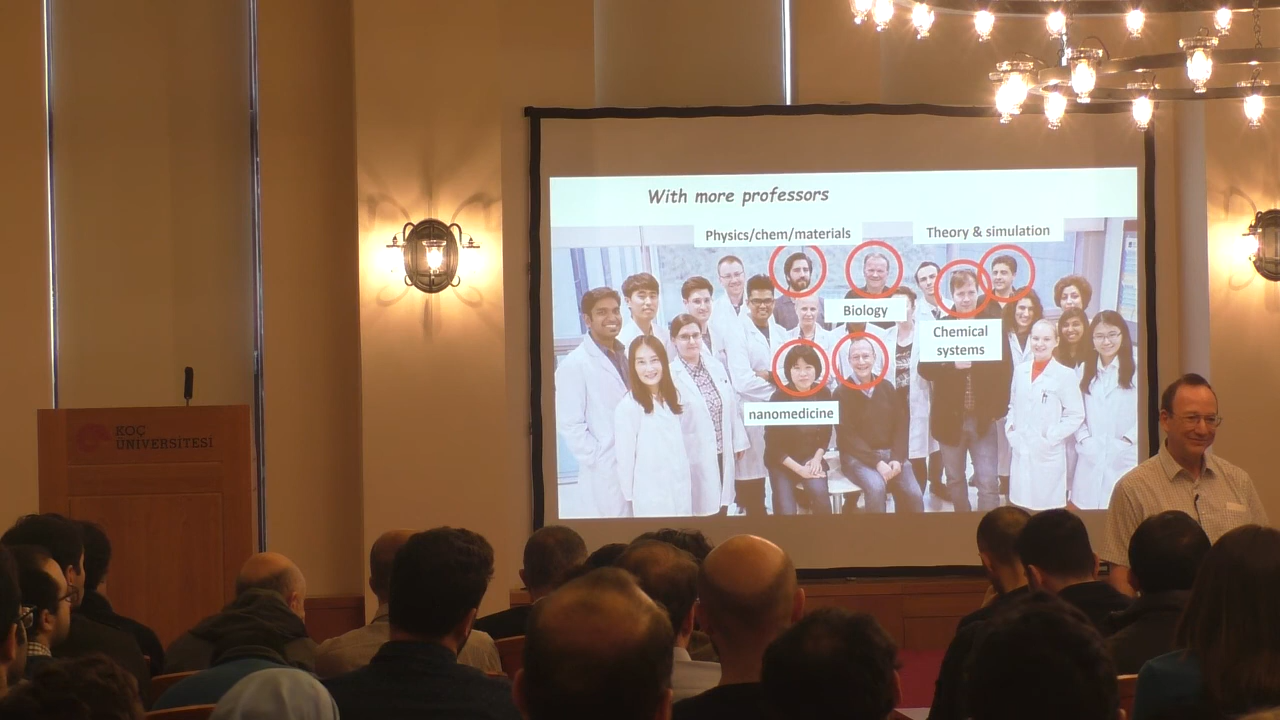 With more professors
Physics/chem/materials
Theory & simulation
Biology
Chemical
systems
nanomedicine
KOÇ
ÜNİVERSİTESİ